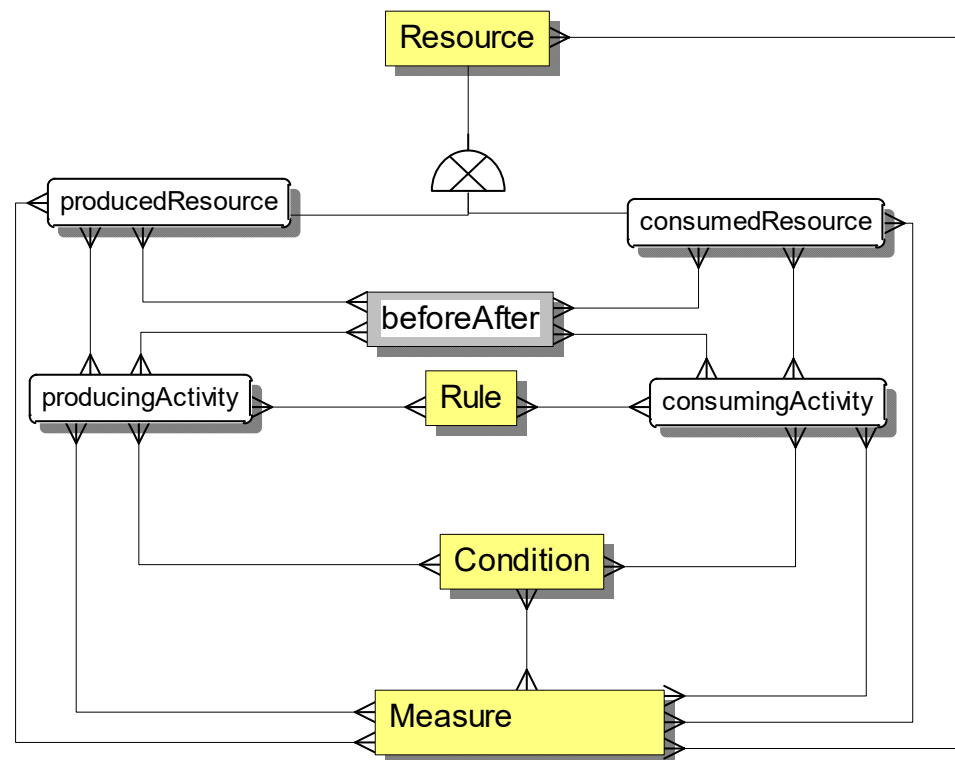 Resource
producedResource
consumedResource
beforeAfter
producingActivity
Rule
consumingActivity
Condition
Measure